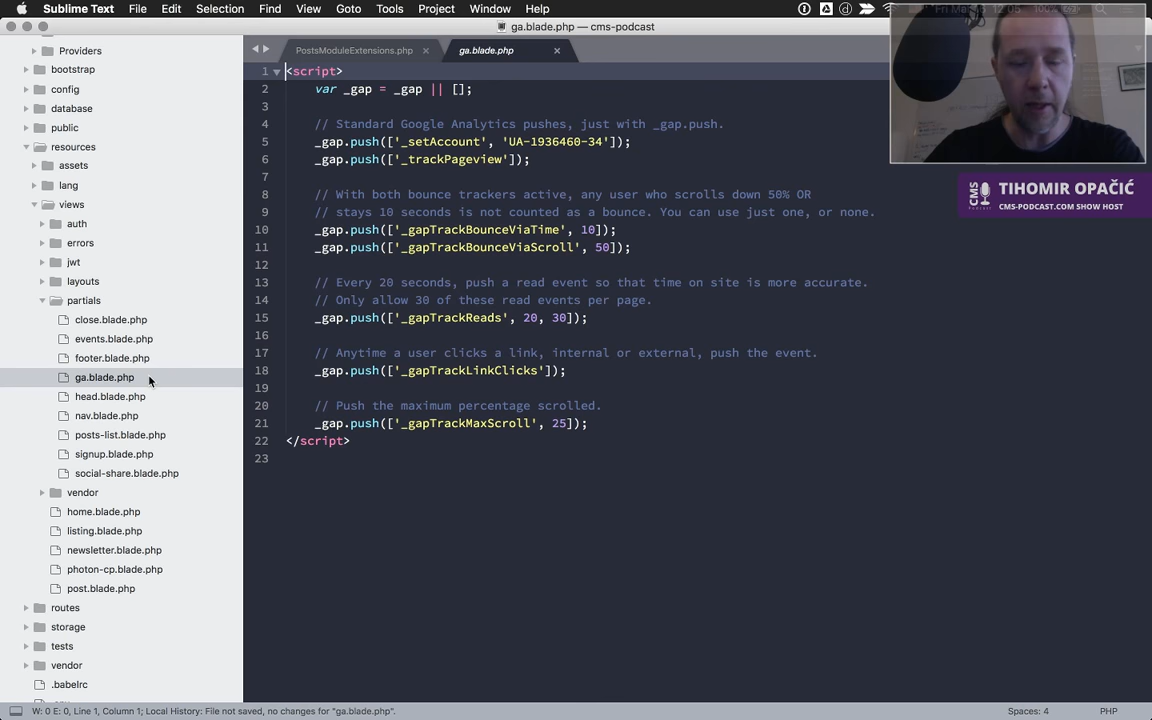 Sublime Text File Edit Selection Find View Goto Tools Project Window Help
ga.blade.php — cms-podcast
PostsModuleExtensions.php
ga.blade.php
Providers
bootstrap
config
database
public
resources
assets
lang
views
auth
errors
jwt
layouts
partials
close.blade.php
events.blade.php
footer.blade.php
ga.blade.php
head.blade.php
nav.blade.php
posts-list.blade.php
signup.blade.php
social-share.blade.php
vendor
home.blade.php
listing.blade.php
newsletter.blade.php
photon-cp.blade.php
post.blade.php
routes
storage
tests
vendor
.babelrc
1 <script>
2 var _gap = _gap || [];
3
4 // Standard Google Analytics pushes, just with _gap.push.
5 _gap.push(['_setAccount', 'UA-1936460-34']);
6 _gap.push(['_trackPageview']);
7
8 // With both bounce trackers active, any user who scrolls down 50% OR
9 // stays 10 seconds is not counted as a bounce. You can use just one, or none.
10 _gap.push(['_gapTrackBounceViaTime', 10]);
11 _gap.push(['_gapTrackBounceViaScroll', 50]);
12
13 // Every 20 seconds, push a read event so that time on site is more accurate.
14 // Only allow 30 of these read events per page.
15 _gap.push(['_gapTrackReads', 20, 30]);
16
17 // Anytime a user clicks a link, internal or external, push the event.
18 _gap.push(['_gapTrackLinkClicks']);
19
20 // Push the maximum percentage scrolled.
21 _gap.push(['_gapTrackMaxScroll', 25]);
22 </script>
23
CMS
TIHOMIR OPAČIĆ
CMS-PODCAST.COM SHOW HOST
W: 0 E: 0, Line 1, Column 1; Local History: File not saved, no changes for "ga.blade.php".
Spaces: 4
PHP